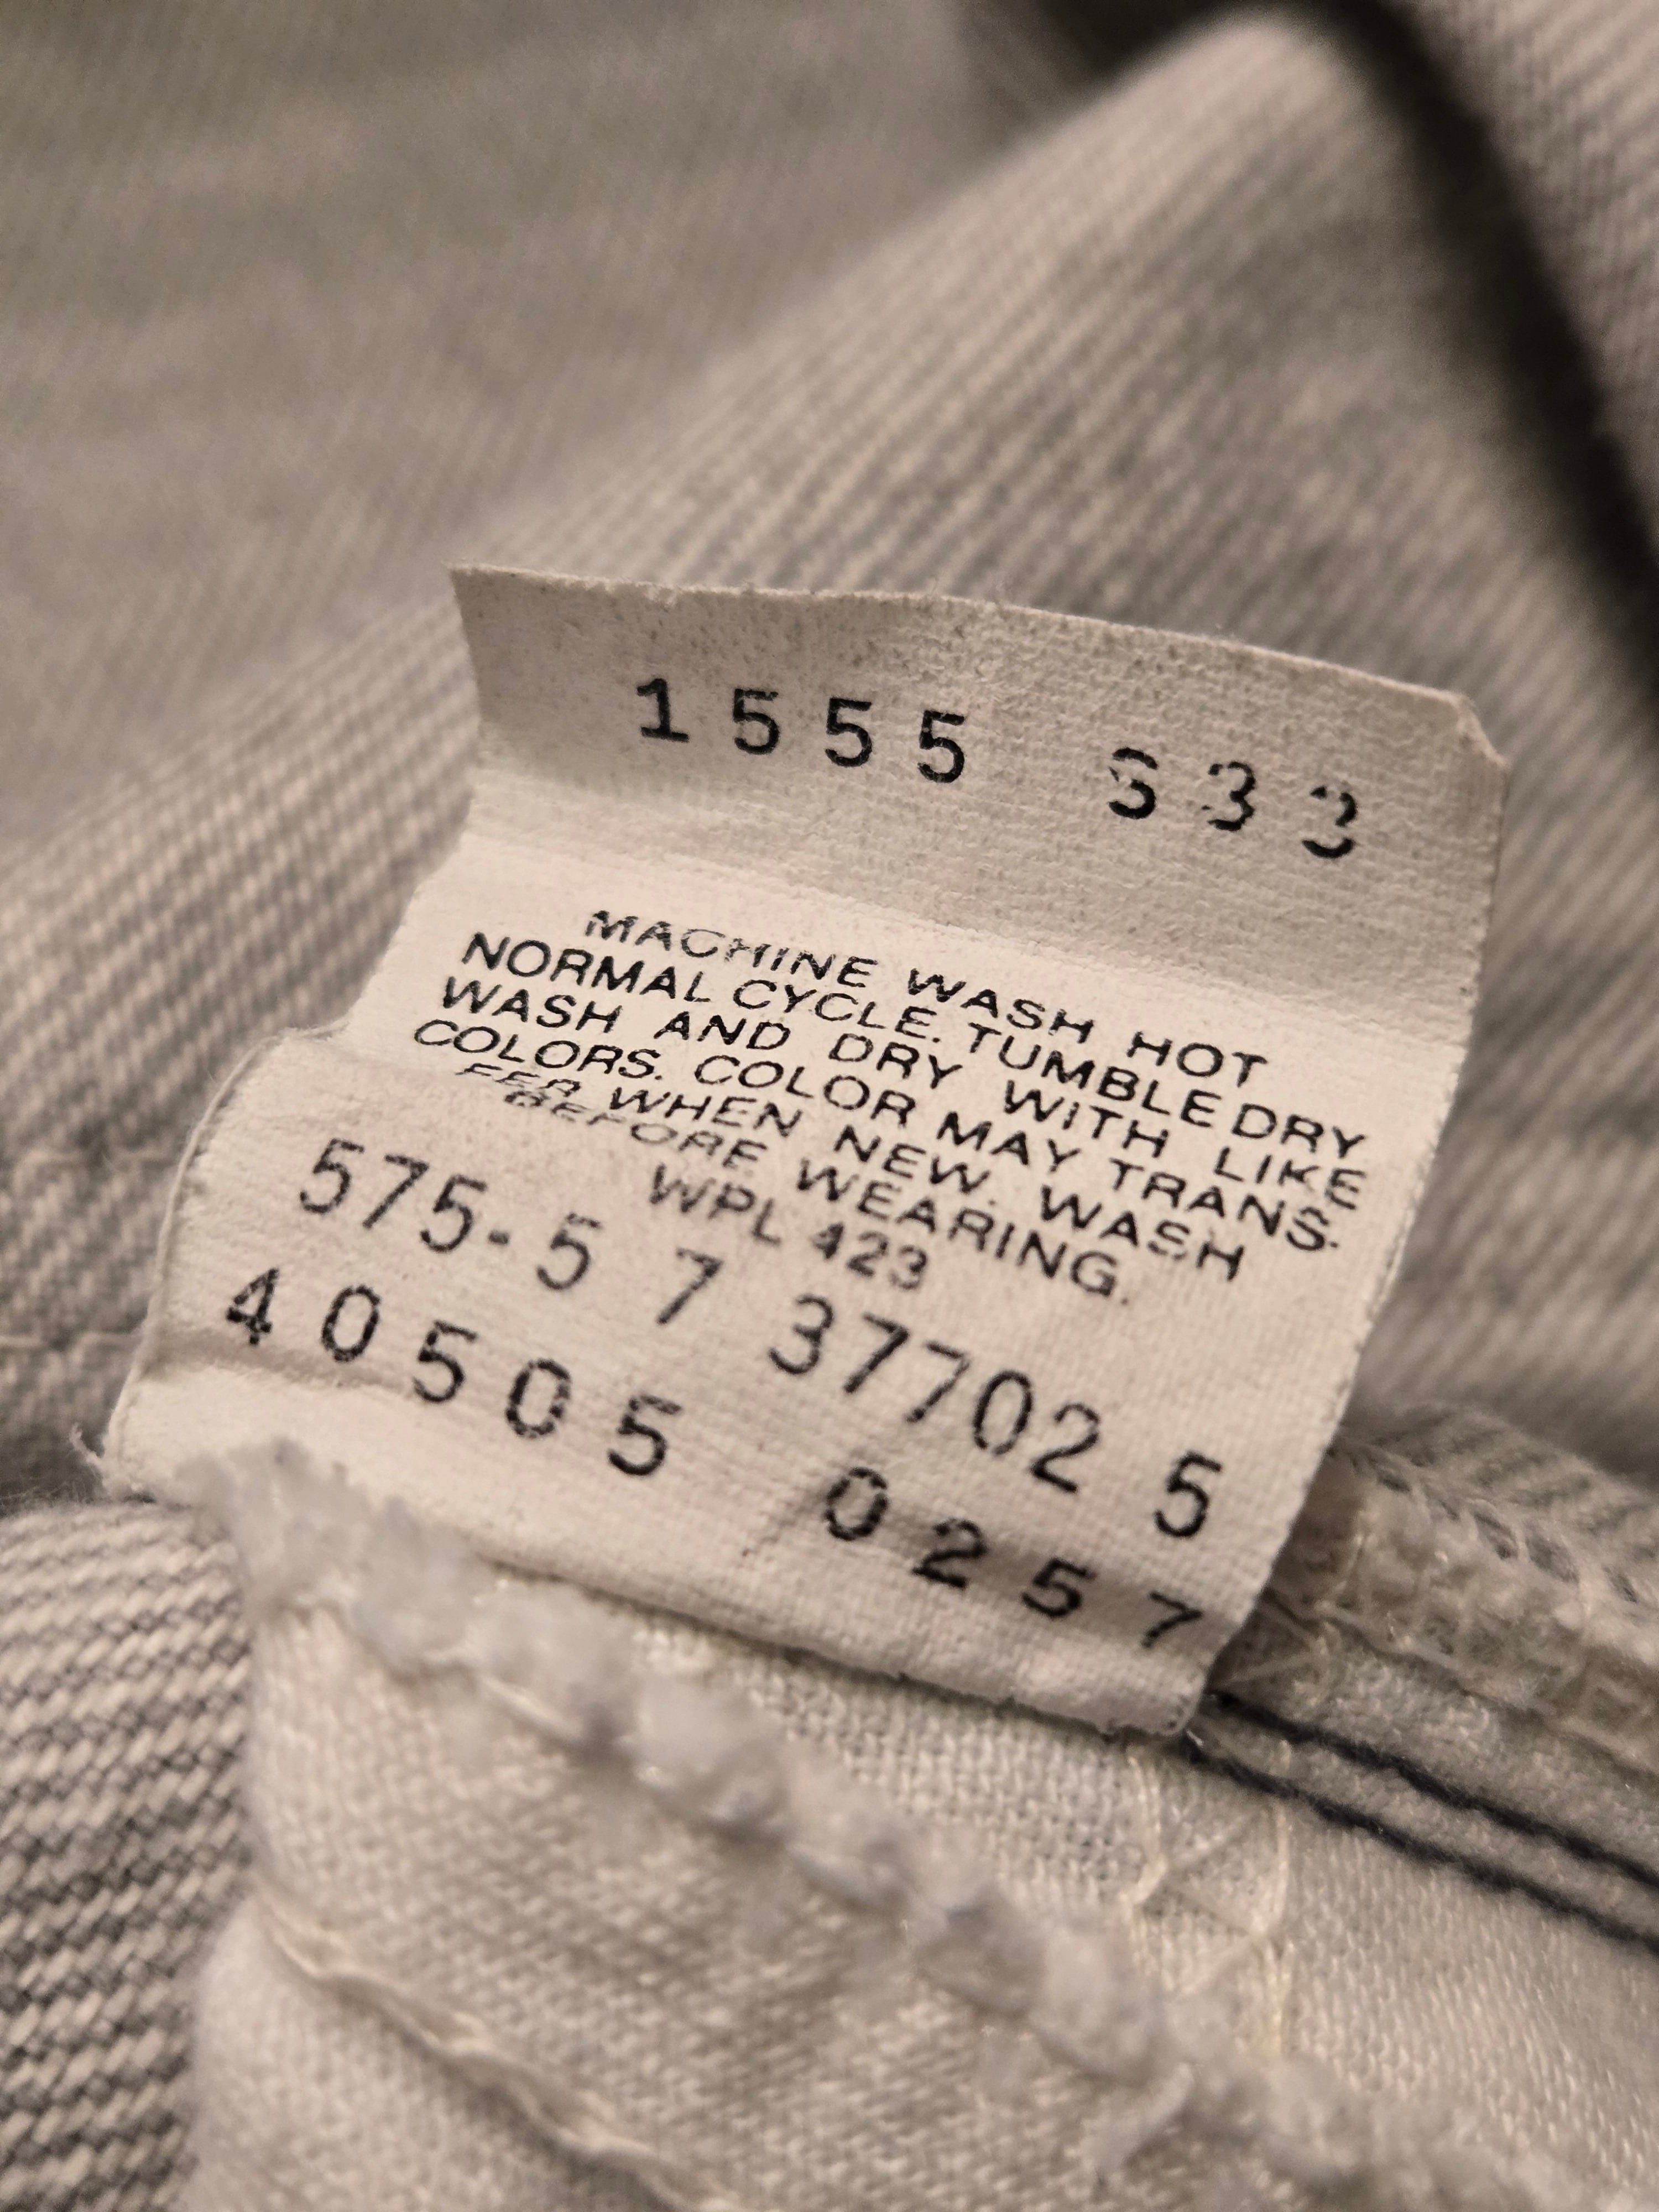 1555 S33
MACHINE WASH HOT
NORMAL CYCLE. TUMBLE DRY
WASH AND DRY WITH LIKE
COLORS. COLOR MAY TRANS.
FER WHEN NEW. WASH
BEFORE WEARING.
WPL 423
575-5 7 37702 5
40505 0257